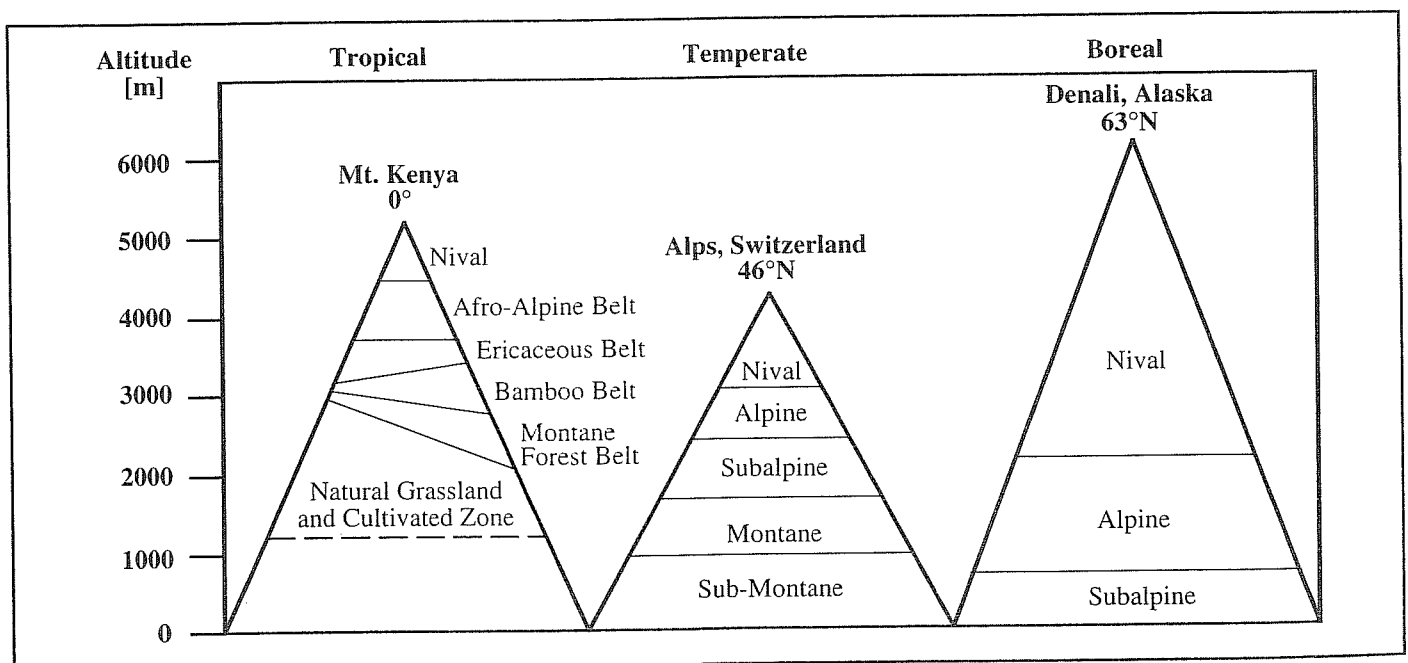 Altitude
[m]
Tropical
Temperate
Boreal
6000
5000
4000
3000
2000
1000
0
Mt. Kenya
0°
Nival
Afro-Alpine Belt
Ericaceous Belt
Bamboo Belt
Montane
Forest Belt
Natural Grassland
and Cultivated Zone
Alps, Switzerland
46°N
Nival
Alpine
Subalpine
Montane
Sub-Montane
Denali, Alaska
63°N
Nival
Alpine
Subalpine